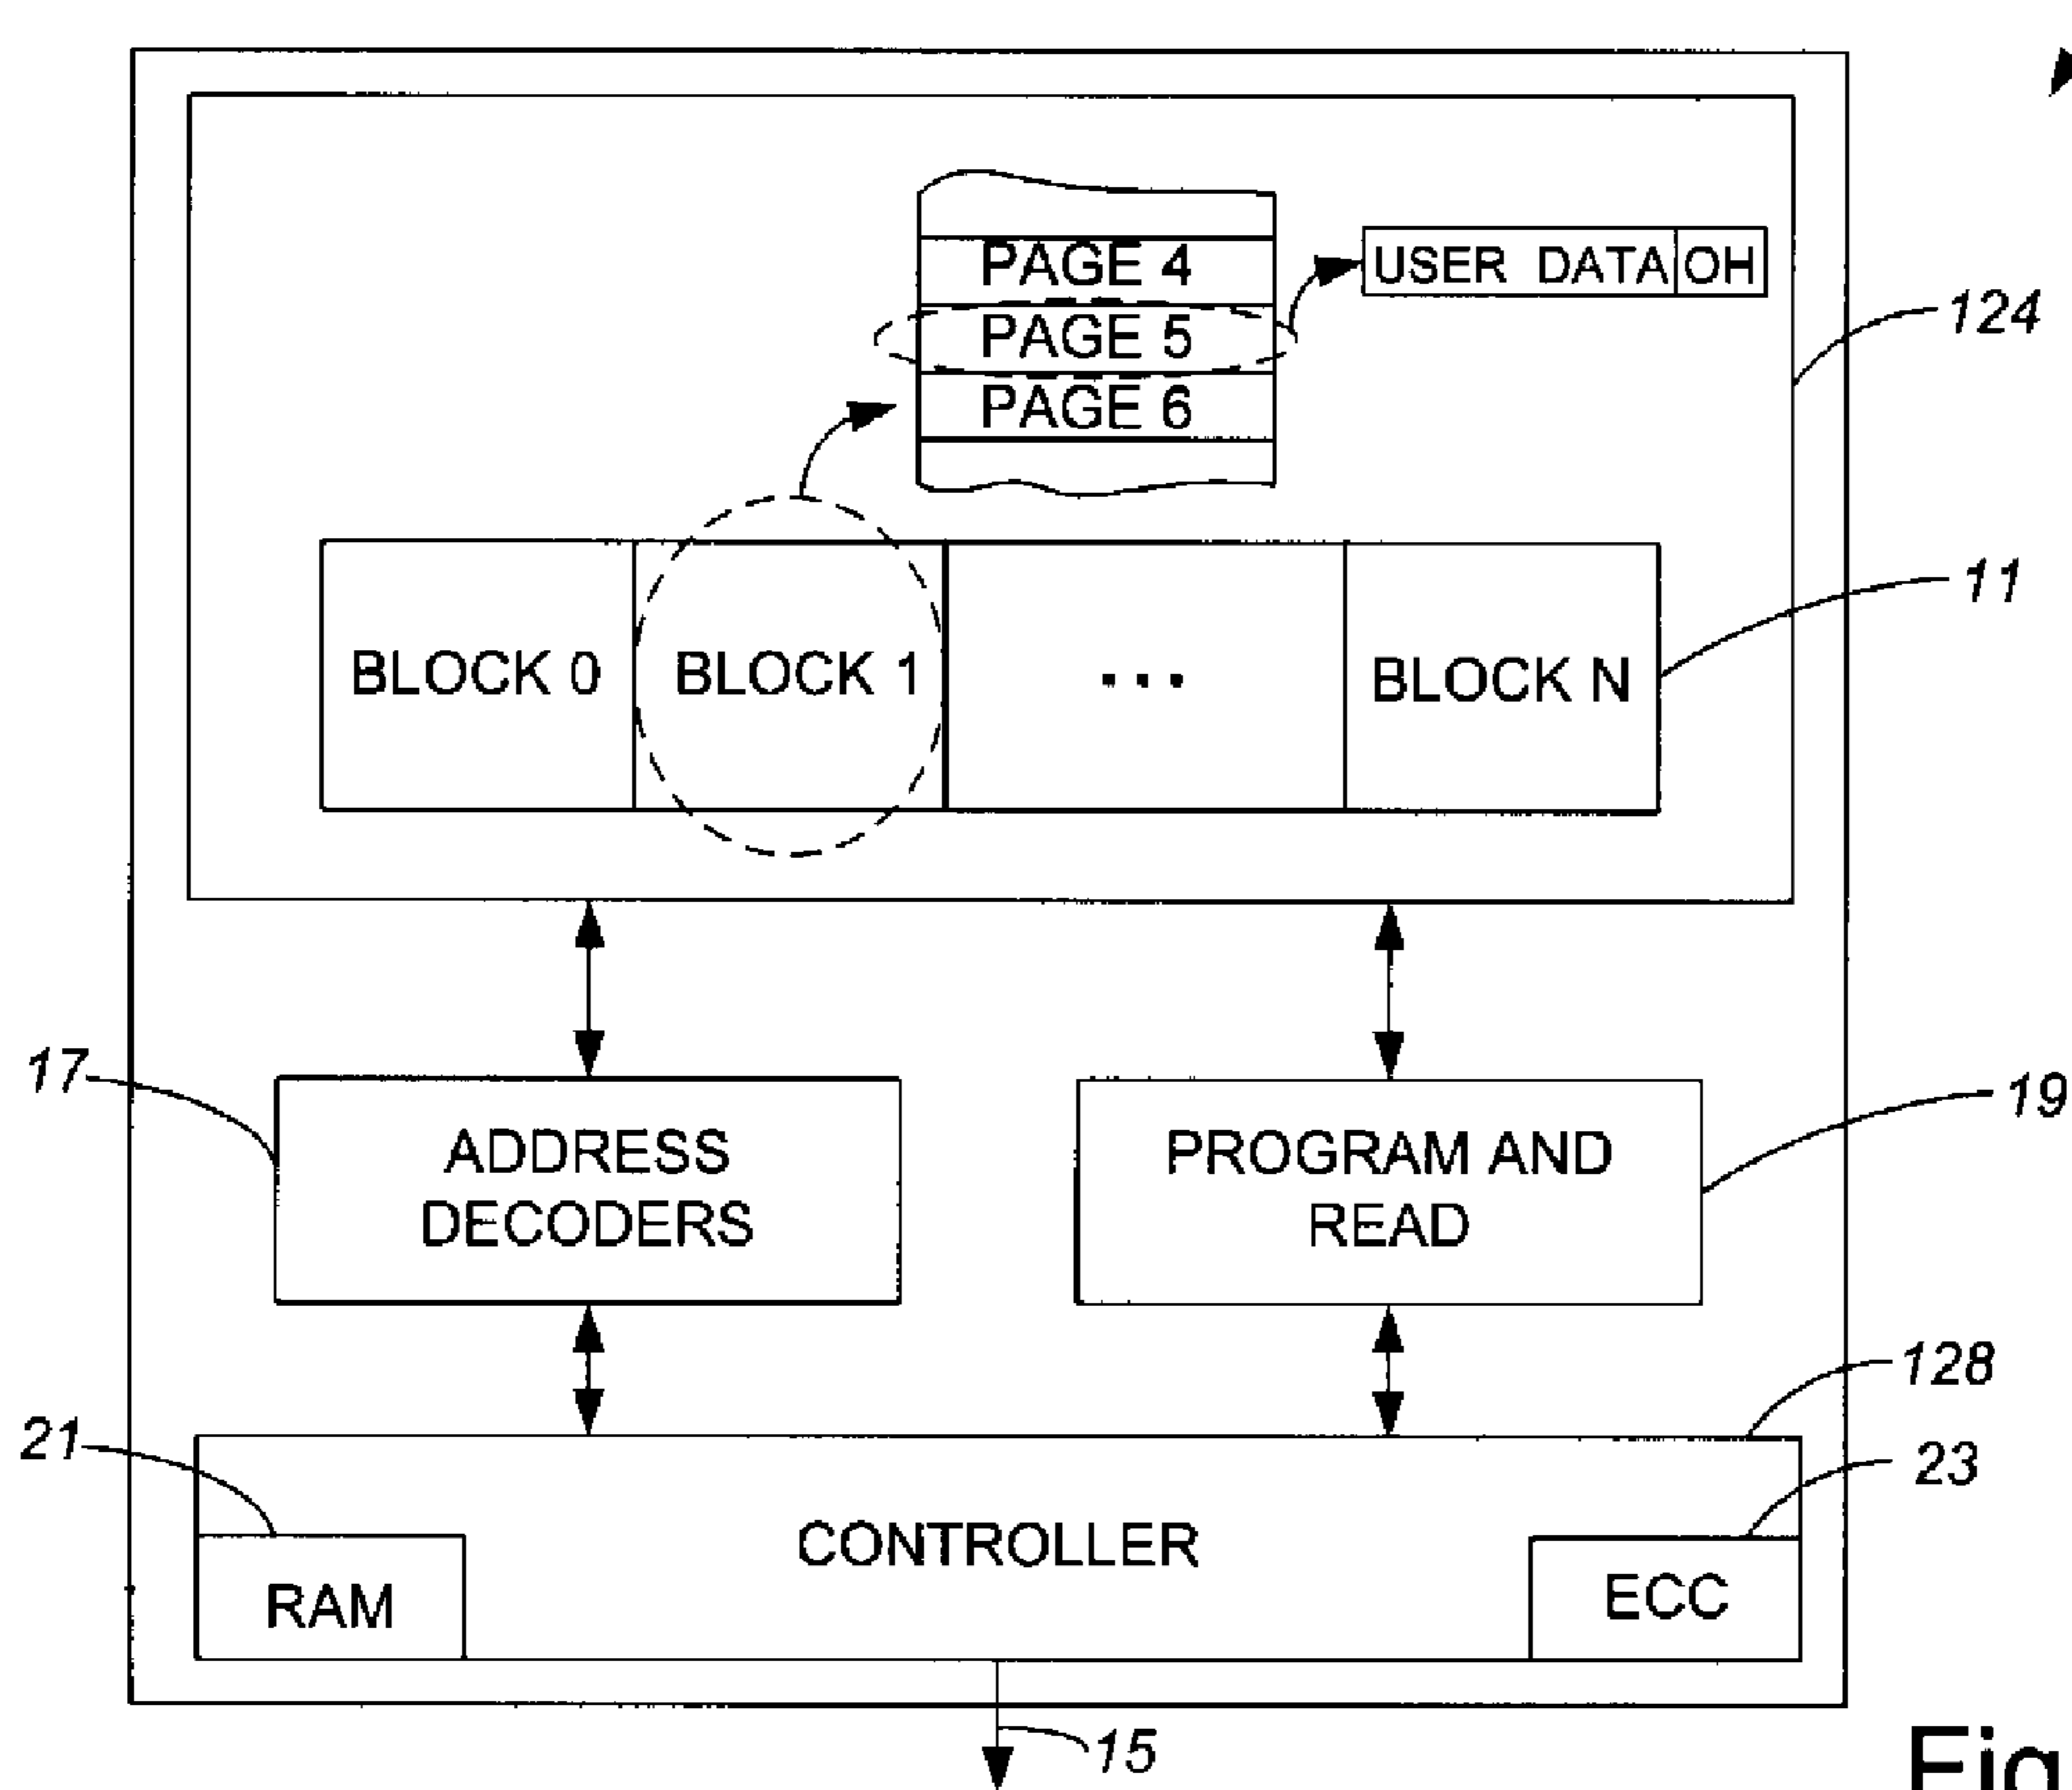 PAGE 4
USER DATA OH
124
PAGE 5
PAGE 6
11
BLOCK 0 BLOCK 1 ... BLOCK N
17
19
ADDRESS
DECODERS
PROGRAM AND
READ
128
21
23
CONTROLLER
RAM
ECC
15
Fig